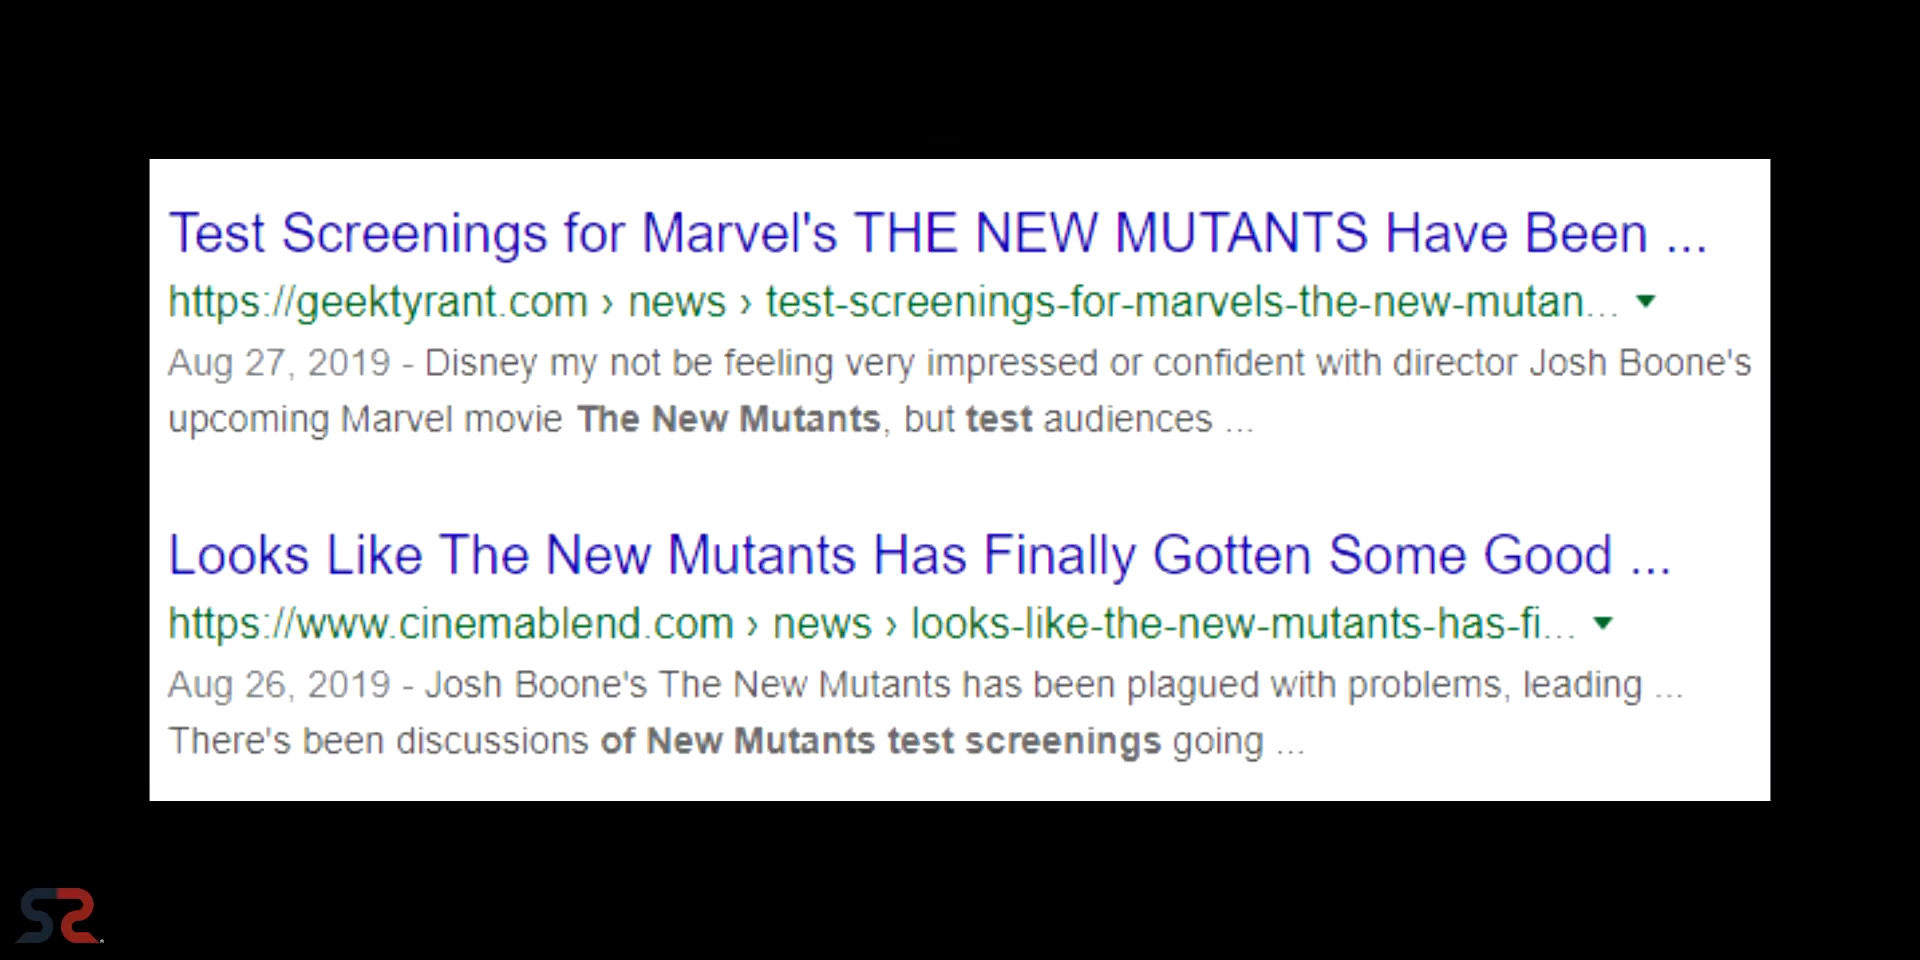 Test Screenings for Marvel's THE NEW MUTANTS Have Been ...
https://geektyrant.com › news › test-screenings-for-marvels-the-new-mutan...
Aug 27, 2019 - Disney my not be feeling very impressed or confident with director Josh Boone's
upcoming Marvel movie The New Mutants, but test audiences ...
Looks Like The New Mutants Has Finally Gotten Some Good ...
https://www.cinemablend.com › news › looks-like-the-new-mutants-has-fi...
Aug 26, 2019 - Josh Boone's The New Mutants has been plagued with problems, leading ...
There's been discussions of New Mutants test screenings going ...